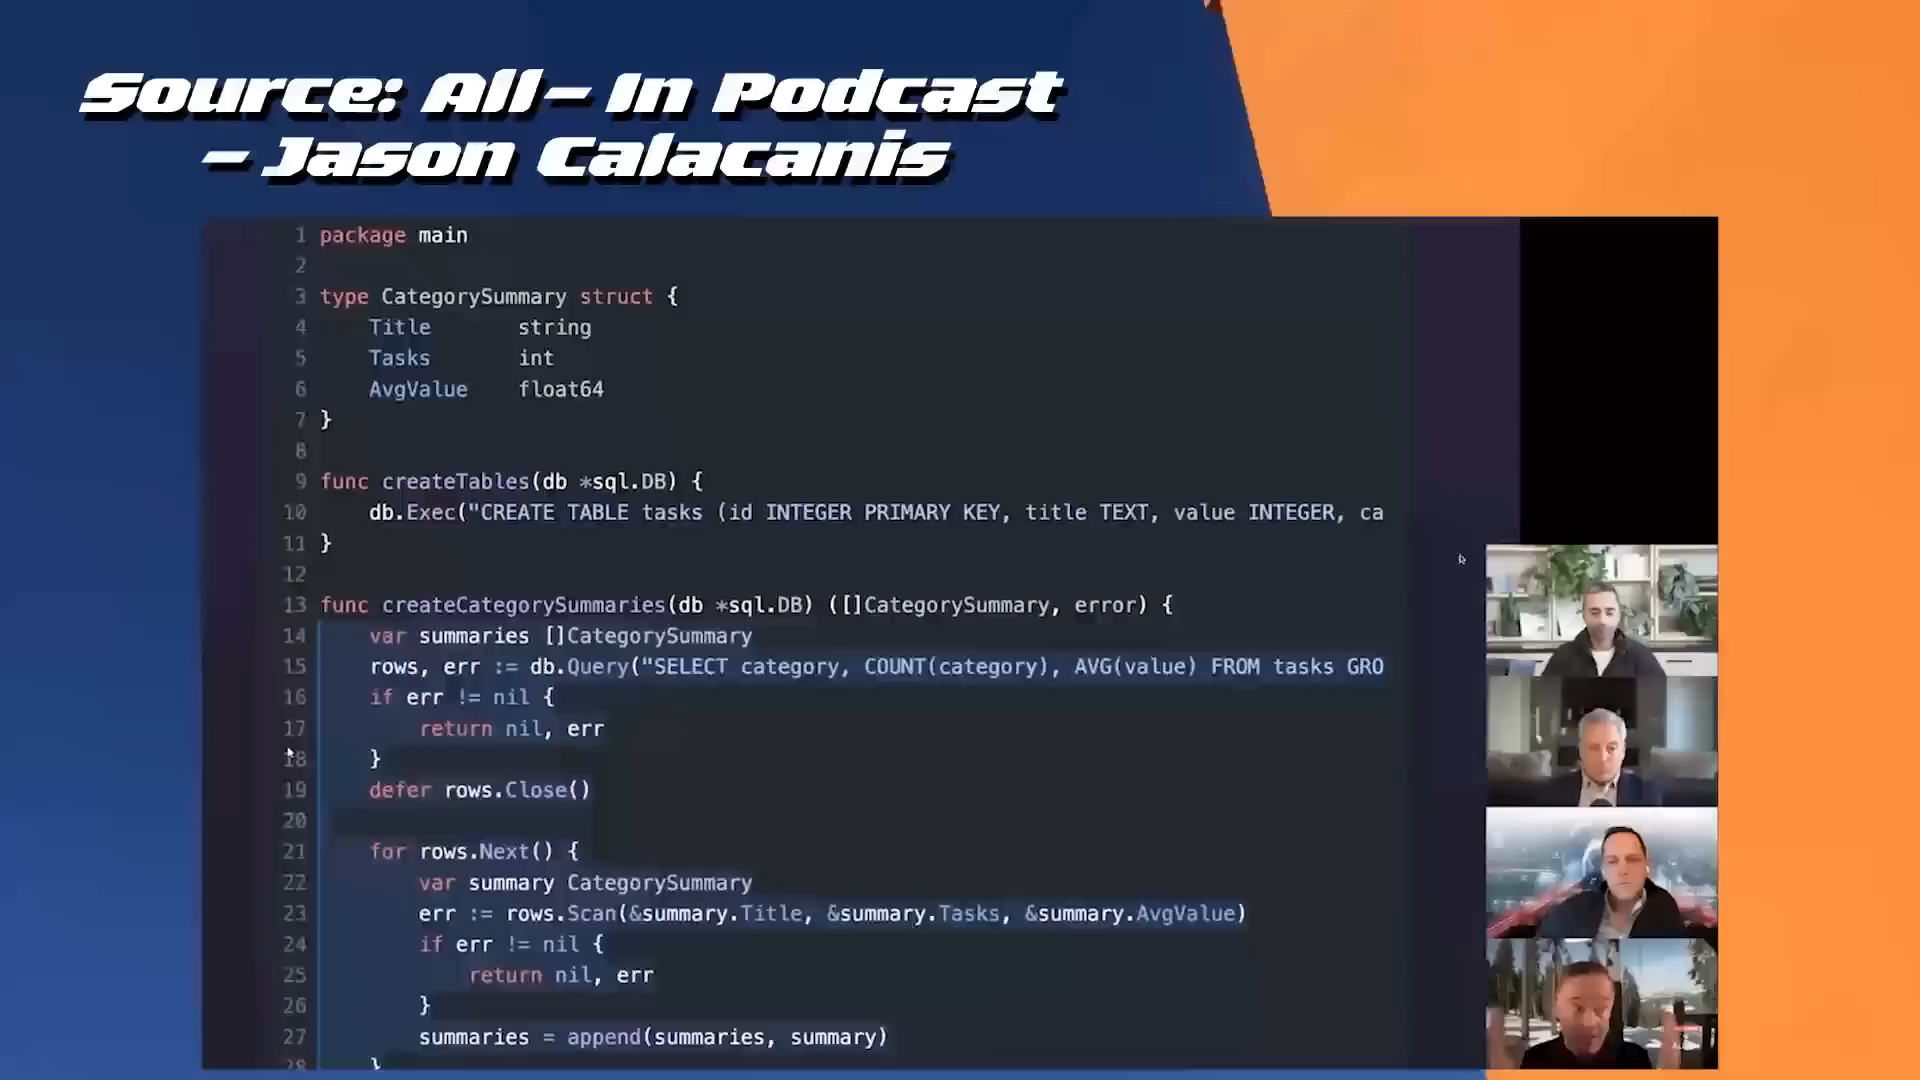 Source: All-In Podcast
- Jason Calacanis
1 package main
2
3 type CategorySummary struct {
4 Title string
5 Tasks int
6 AvgValue float64
7 }
8
9 func createTables(db *sql.DB) {
10 db.Exec("CREATE TABLE tasks (id INTEGER PRIMARY KEY, title TEXT, value INTEGER, ca
11 }
12
13 func createCategorySummaries(db *sql.DB) ([]CategorySummary, error) {
14 var summaries []CategorySummary
15 rows, err := db.Query("SELECT category, COUNT(category), AVG(value) FROM tasks GRO
16 if err != nil {
17 return nil, err
18 }
19 defer rows.Close()
20
21 for rows.Next() {
22 var summary CategorySummary
23 err := rows.Scan(&summary.Title, &summary.Tasks, &summary.AvgValue)
24 if err != nil {
25 return nil, err
26 }
27 summaries = append(summaries, summary)
28 }